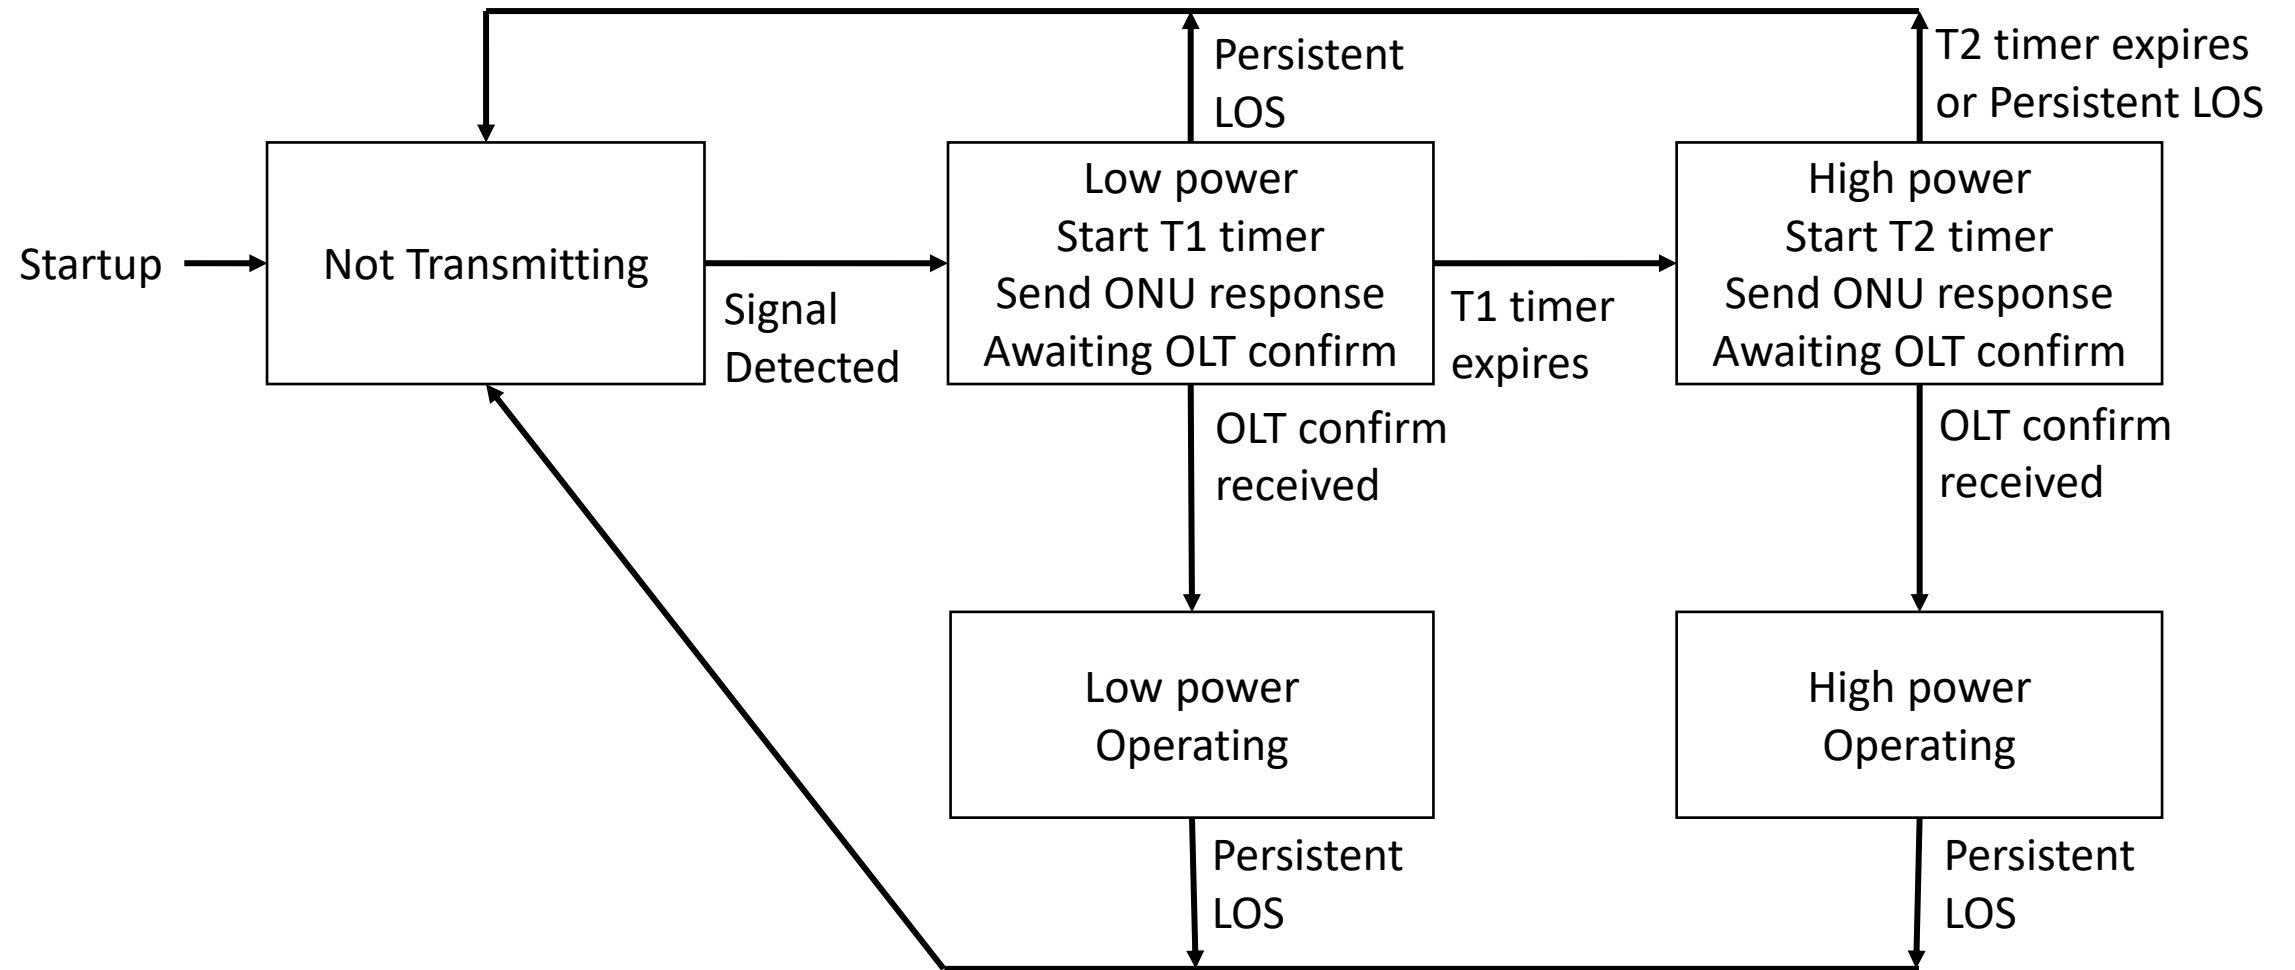 Persistent
LOS
T2 timer expires
or Persistent LOS
Startup
Not Transmitting
Signal
Detected
Low power
Start T1 timer
Send ONU response
Awaiting OLT confirm
T1 timer
expires
High power
Start T2 timer
Send ONU response
Awaiting OLT confirm
OLT confirm
received
OLT confirm
received
Low power
Operating
High power
Operating
Persistent
LOS
Persistent
LOS